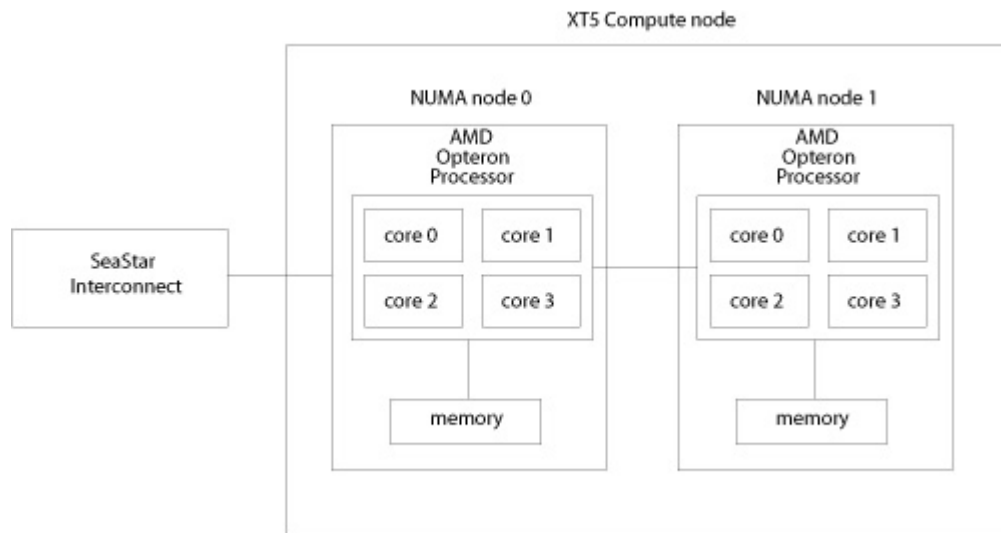 XT5 Compute node
NUMA node 0
NUMA node 1
AMD
Opteron
Processor
AMD
Opteron
Processor
core 0
core 1
core 2
core 3
core 0
core 1
core 2
core 3
SeaStar
Interconnect
memory
memory